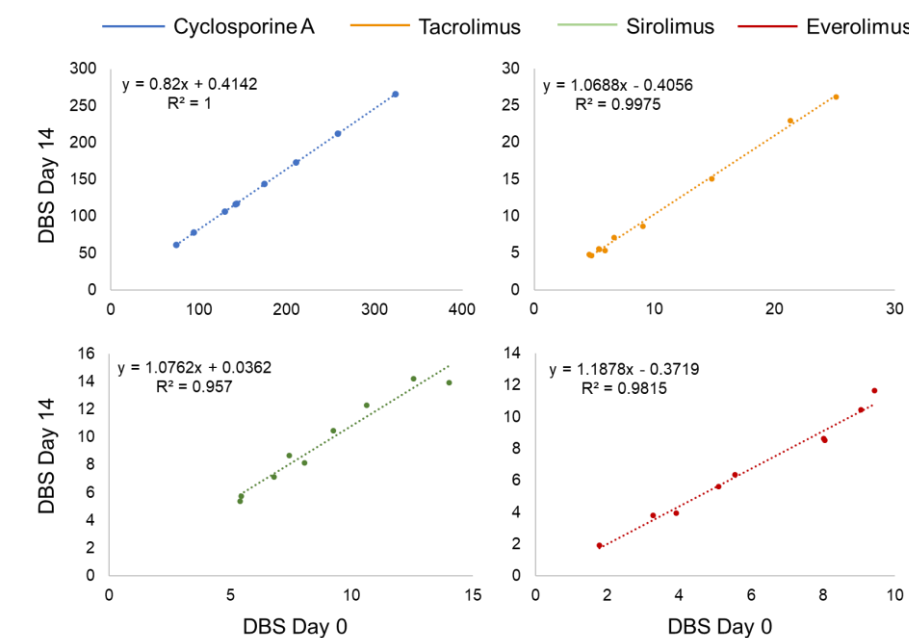 Cyclosporine A Tacrolimus Sirolimus Everolimus
y = 0.82x + 0.4142
R² = 1
DBS Day 14
300
250
200
150
100
50
0
0 100 200 300 400
y = 1.0688x - 0.4056
R² = 0.9975
30
25
20
15
10
5
0
0 10 20 30
y = 1.0762x + 0.0362
R² = 0.957
DBS Day 14
16
14
12
10
8
6
4
2
0
0 5 10 15
DBS Day 0
y = 1.1878x - 0.3719
R² = 0.9815
14
12
10
8
6
4
2
0
0 2 4 6 8 10
DBS Day 0